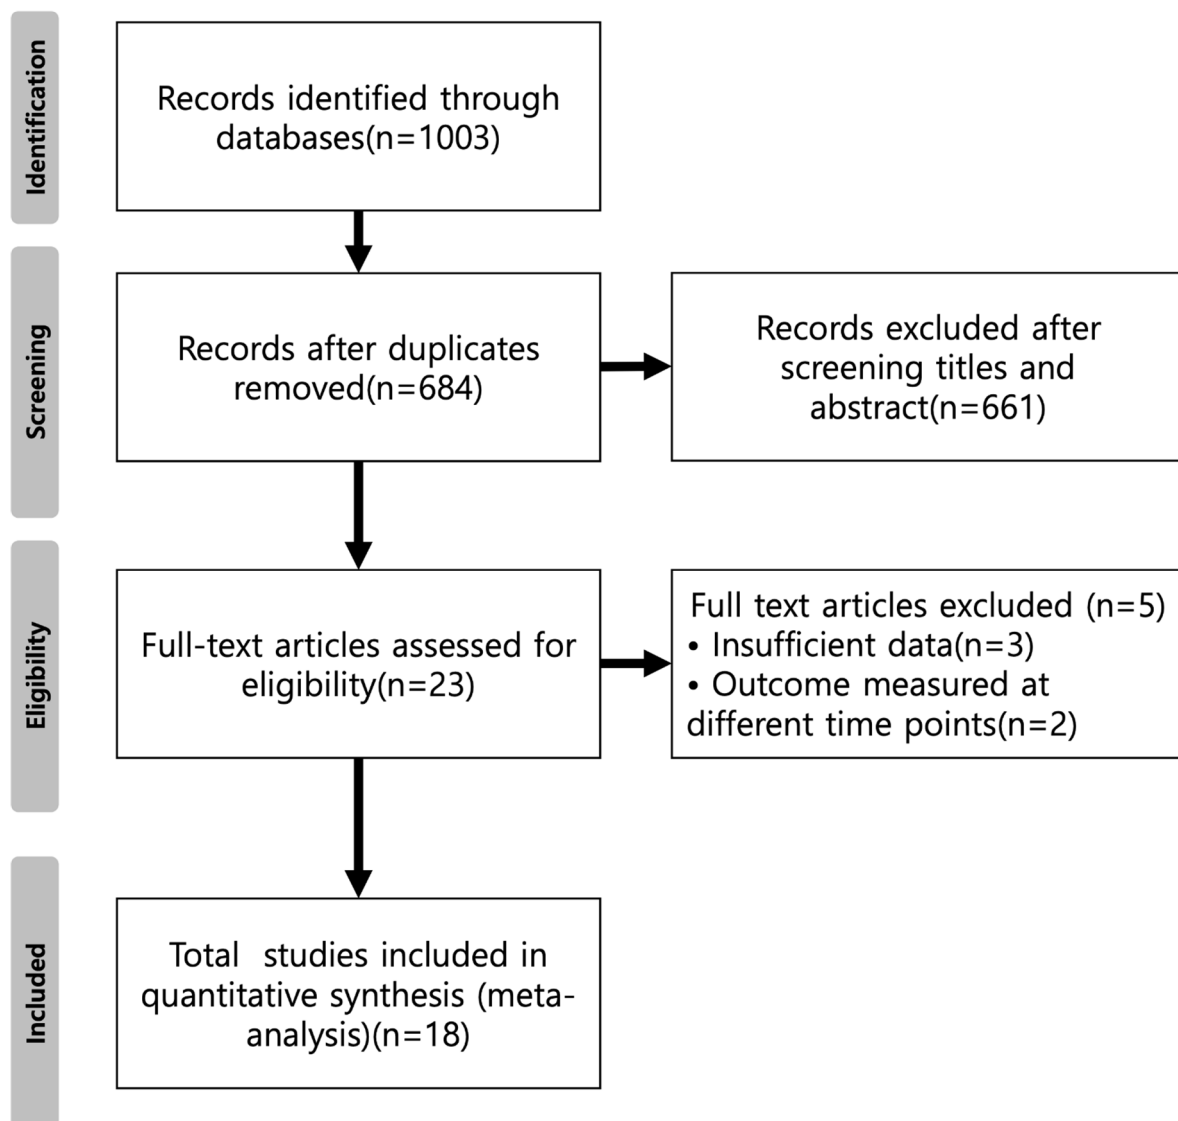 Identification
Records identified through
databases(n=1003)
Screening
Records after duplicates
removed(n=684)
Records excluded after
screening titles and
abstract(n=661)
Eligibility
Full-text articles assessed for
eligibility(n=23)
Full text articles excluded (n=5)
• Insufficient data(n=3)
• Outcome measured at
different time points(n=2)
Included
Total  studies included in
quantitative synthesis (meta-
analysis)(n=18)